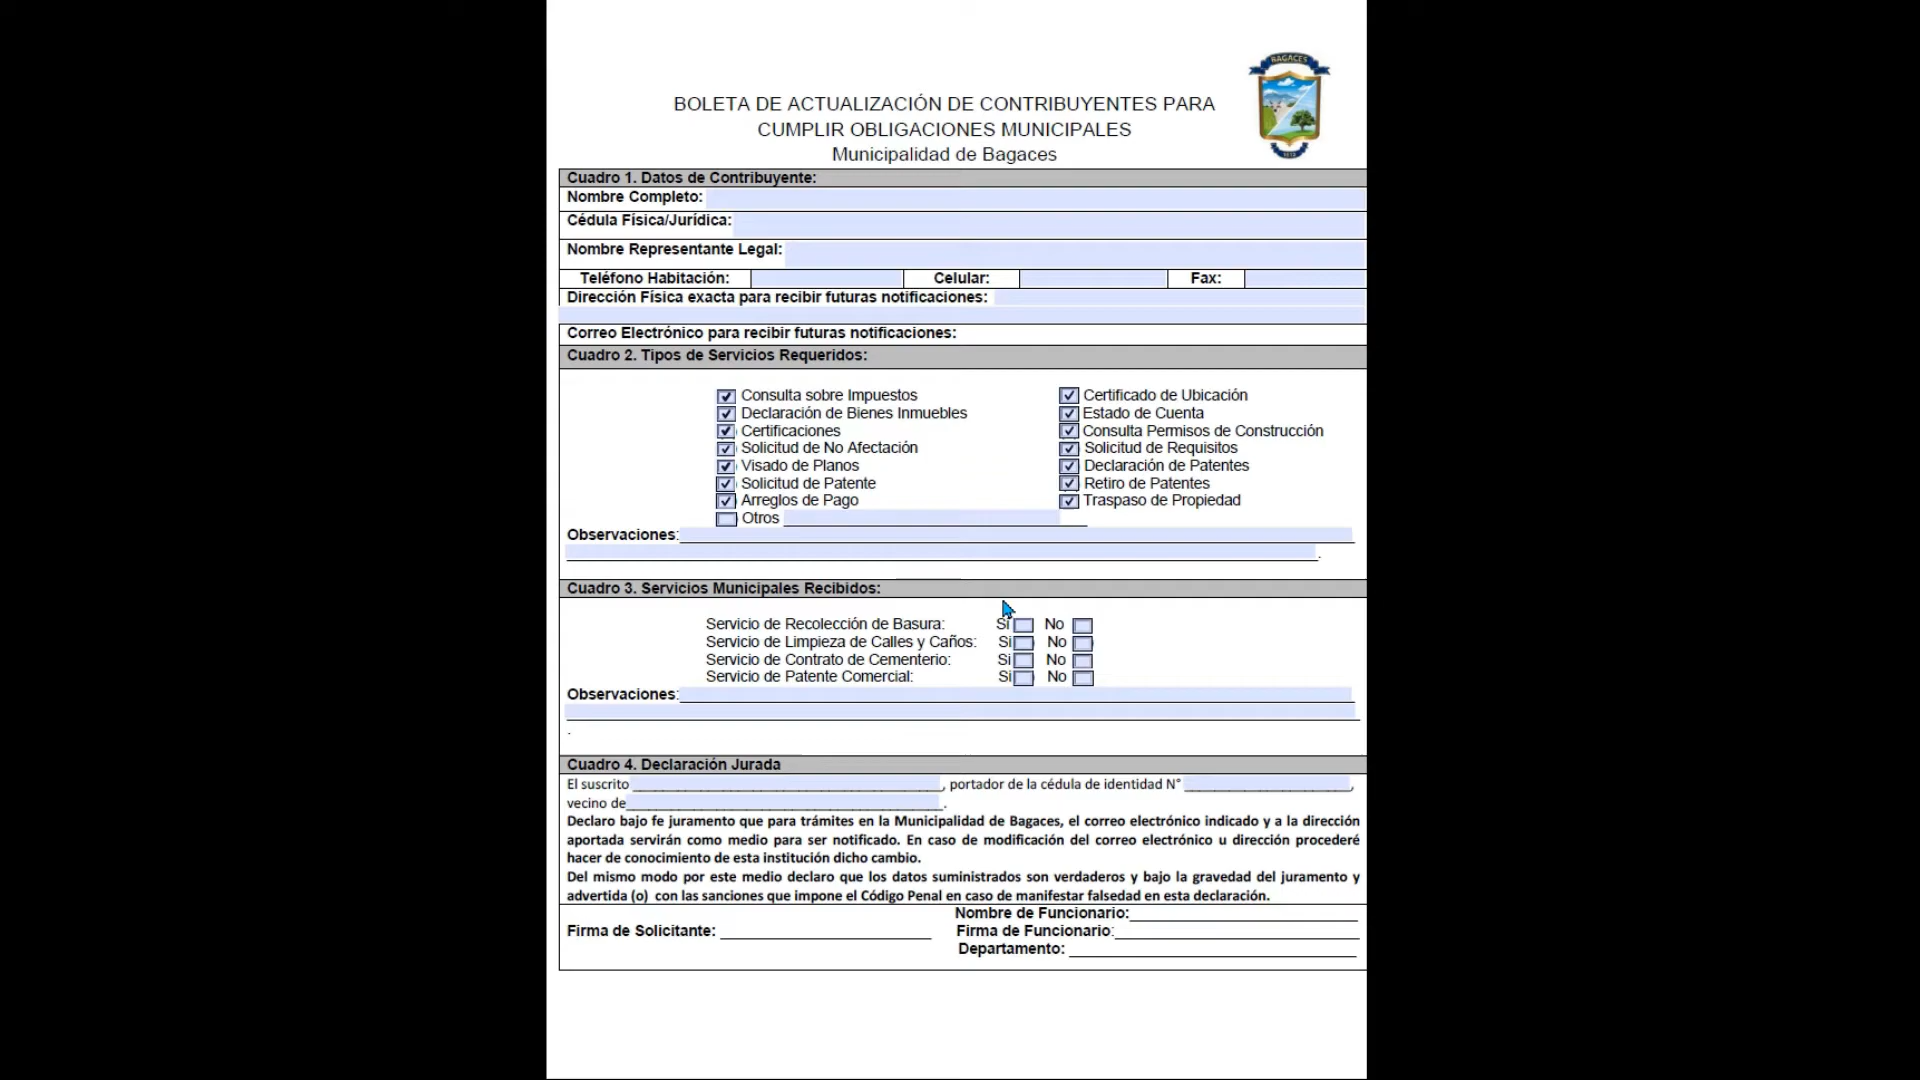 BAGACES
BOLETA DE ACTUALIZACIÓN DE CONTRIBUYENTES PARA
CUMPLIR OBLIGACIONES MUNICIPALES
Municipalidad de Bagaces
Cuadro 1. Datos de Contribuyente:
Nombre Completo:
Cédula Física/Jurídica:
Nombre Representante Legal:
Teléfono Habitación: Celular: Fax:
Dirección Física exacta para recibir futuras notificaciones:
Correo Electrónico para recibir futuras notificaciones:
Cuadro 2. Tipos de Servicios Requeridos:
Consulta sobre Impuestos Certificado de Ubicación
Declaración de Bienes Inmuebles Estado de Cuenta
Certificaciones Consulta Permisos de Construcción
Solicitud de No Afectación Solicitud de Requisitos
Visado de Planos Declaración de Patentes
Solicitud de Patente Retiro de Patentes
Arreglos de Pago Traspaso de Propiedad
Otros
Observaciones:
.
Cuadro 3. Servicios Municipales Recibidos:
Servicio de Recolección de Basura: Si No
Servicio de Limpieza de Calles y Caños: Si No
Servicio de Contrato de Cementerio: Si No
Servicio de Patente Comercial: Si No
Observaciones:
.
Cuadro 4. Declaración Jurada
El suscrito ____, portador de la cédula de identidad N° ____,
vecino de____.
Declaro bajo fe juramento que para trámites en la Municipalidad de Bagaces, el correo electrónico indicado y a la dirección
aportada servirán como medio para ser notificado. En caso de modificación del correo electrónico u dirección procederé
hacer de conocimiento de esta institución dicho cambio.
Del mismo modo por este medio declaro que los datos suministrados son verdaderos y bajo la gravedad del juramento y
advertida (o) con las sanciones que impone el Código Penal en caso de manifestar falsedad en esta declaración.
Nombre de Funcionario:
Firma de Solicitante: Firma de Funcionario:
Departamento: